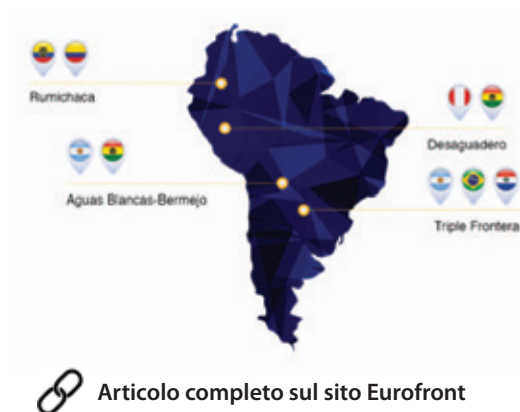 Rumichaca
Desaguadero
Aguas Blancas-Bermejo
Triple Frontera
Articolo completo sul sito Eurofront